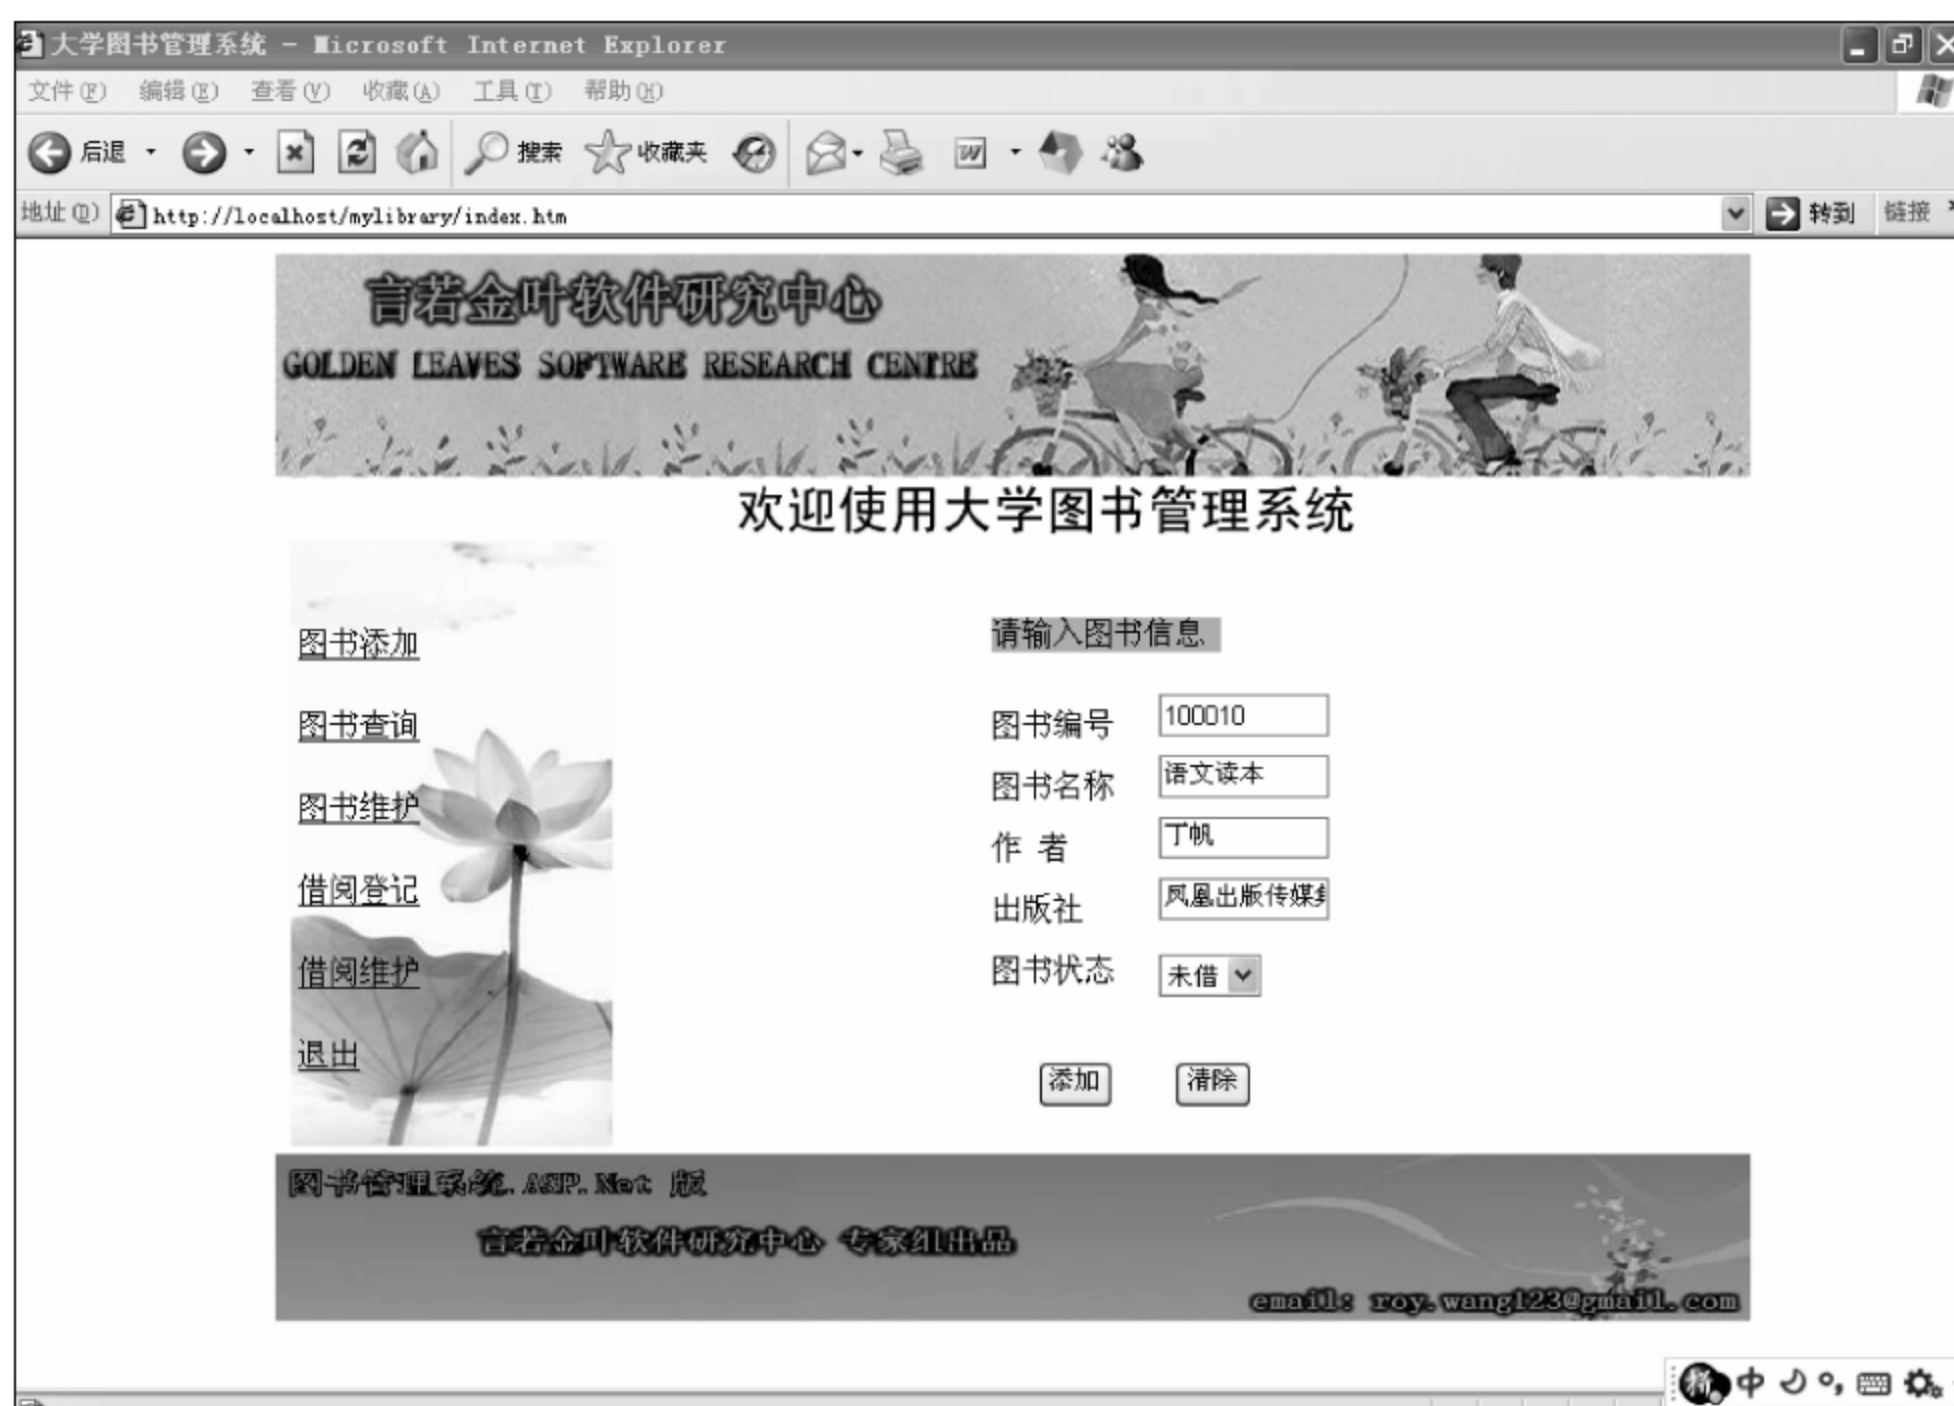 大学图书管理系统 - Microsoft Internet Explorer
文件(F) 编辑(E) 查看(V) 收藏(A) 工具(T) 帮助(H)
后退 搜索 收藏夹
地址(D) http://localhost/mylibrary/index.htm 转到 链接
言若金叶软件研究中心
GOLDEN LEAVES SOFTWARE RESEARCH CENTRE
欢迎使用大学图书管理系统
图书添加
图书查询
图书维护
借阅登记
借阅维护
退出
请输入图书信息
图书编号 100010
图书名称 语文读本
作 者 丁帆
出版社 凤凰出版传媒
图书状态 未借
添加 清除
图书管理系统.ASP.Net 版
言若金叶软件研究中心 专家组出品
email: roy.wang123@gmail.com
中